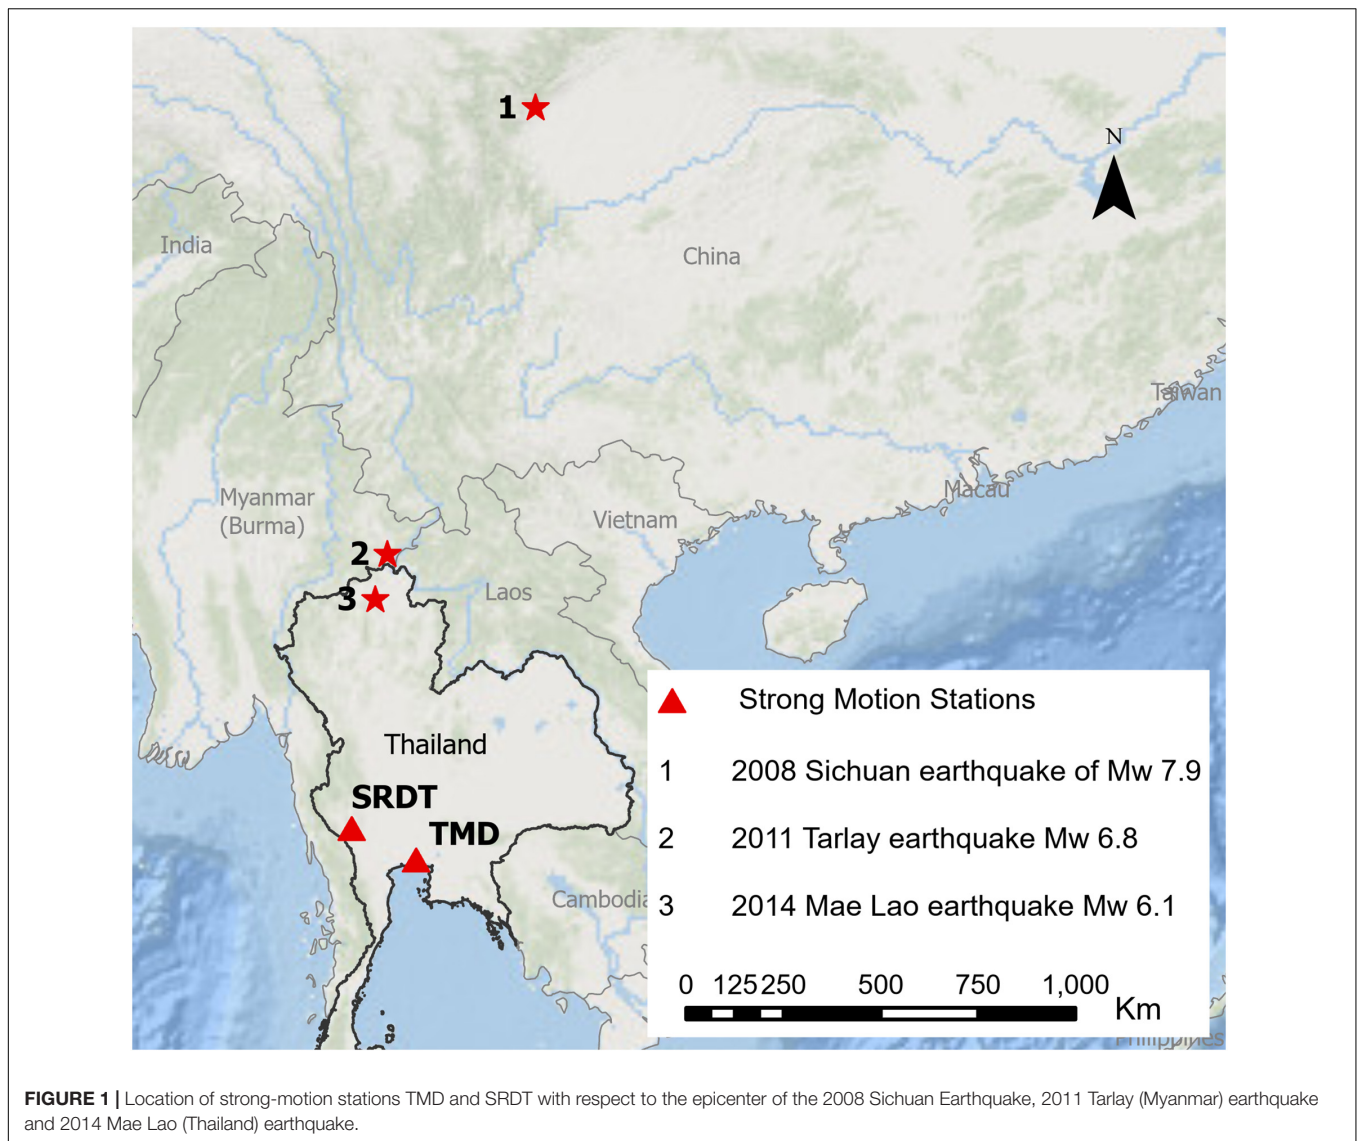 1
N
India
China
Taiwan
Macau
Myanmar
(Burma)
Vietnam
2
Laos
3
Thailand
SRDT
TMD
Cambodia
Strong Motion Stations
1 2008 Sichuan earthquake of Mw 7.9
2 2011 Tarlay earthquake Mw 6.8
3 2014 Mae Lao earthquake Mw 6.1
0 125 250 500 750 1,000
Km
Philippines
FIGURE 1 | Location of strong-motion stations TMD and SRDT with respect to the epicenter of the 2008 Sichuan Earthquake, 2011 Tarlay (Myanmar) earthquake
and 2014 Mae Lao (Thailand) earthquake.